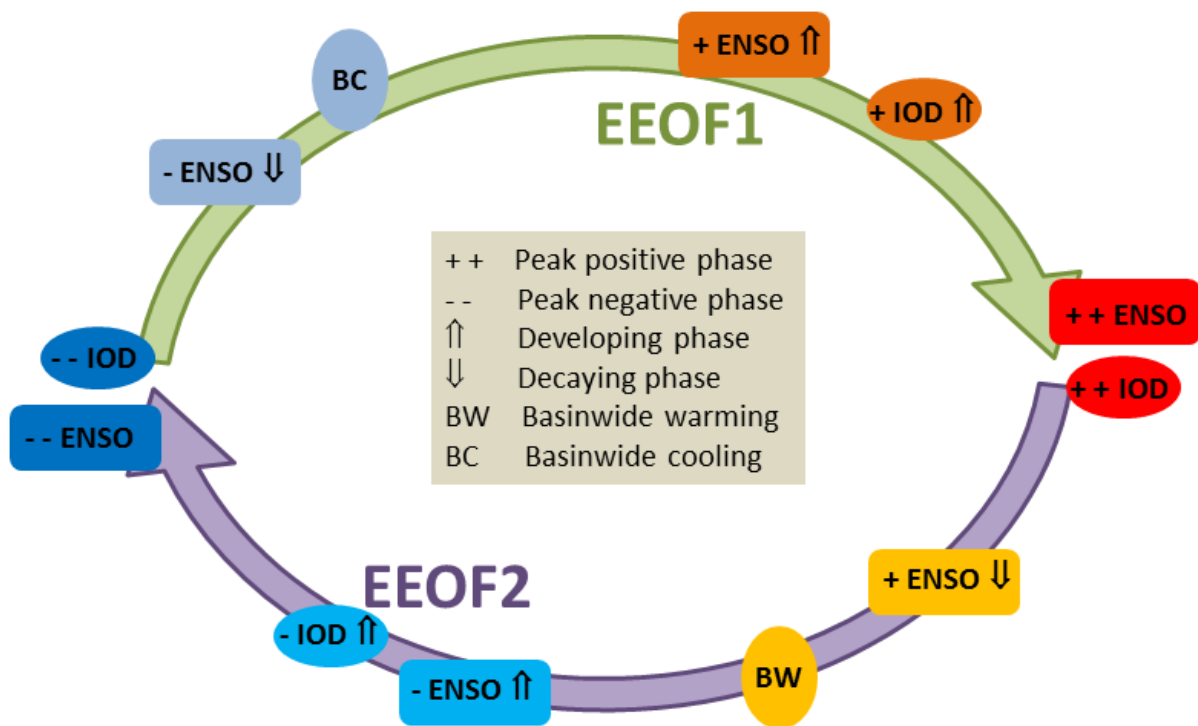 + ENSO ⇑
BC
+ IOD ⇑
EEOF1
- ENSO ⇓
+ + Peak positive phase
- - Peak negative phase
⇑ Developing phase
⇓ Decaying phase
BW Basinwide warming
BC Basinwide cooling
+ + ENSO
+ + IOD
- - IOD
- - ENSO
+ ENSO ⇓
EEOF2
- IOD ⇑
BW
- ENSO ⇑